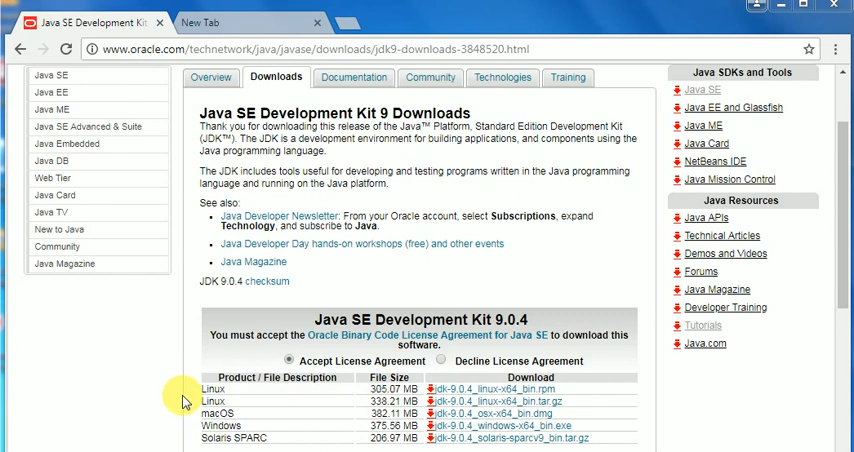 Java SE Development Kit
New Tab
www.oracle.com/technetwork/java/javase/downloads/jdk9-downloads-3848520.html
Java SE
Java EE
Java ME
Java SE Advanced & Suite
Java Embedded
Java DB
Web Tier
Java Card
Java TV
New to Java
Community
Java Magazine
Overview
Downloads
Documentation
Community
Technologies
Training
Java SE Development Kit 9 Downloads
Thank you for downloading this release of the Java™ Platform, Standard Edition Development Kit
(JDK™). The JDK is a development environment for building applications, and components using the
Java programming language.
The JDK includes tools useful for developing and testing programs written in the Java programming
language and running on the Java platform.
See also:
Java Developer Newsletter: From your Oracle account, select Subscriptions, expand
Technology, and subscribe to Java.
Java Developer Day hands-on workshops (free) and other events
Java Magazine
JDK 9.0.4 checksum
Java SE Development Kit 9.0.4
You must accept the Oracle Binary Code License Agreement for Java SE to download this
software.
Accept License Agreement Decline License Agreement
Product / File Description File Size Download
Linux 305.07 MB jdk-9.0.4_linux-x64_bin.rpm
Linux 338.21 MB jdk-9.0.4_linux-x64_bin.tar.gz
macOS 382.11 MB jdk-9.0.4_osx-x64_bin.dmg
Windows 375.56 MB jdk-9.0.4_windows-x64_bin.exe
Solaris SPARC 206.97 MB jdk-9.0.4_solaris-sparcv9_bin.tar.gz
Java SDKs and Tools
Java SE
Java EE and Glassfish
Java ME
Java Card
NetBeans IDE
Java Mission Control
Java Resources
Java APIs
Technical Articles
Demos and Videos
Forums
Java Magazine
Developer Training
Tutorials
Java.com